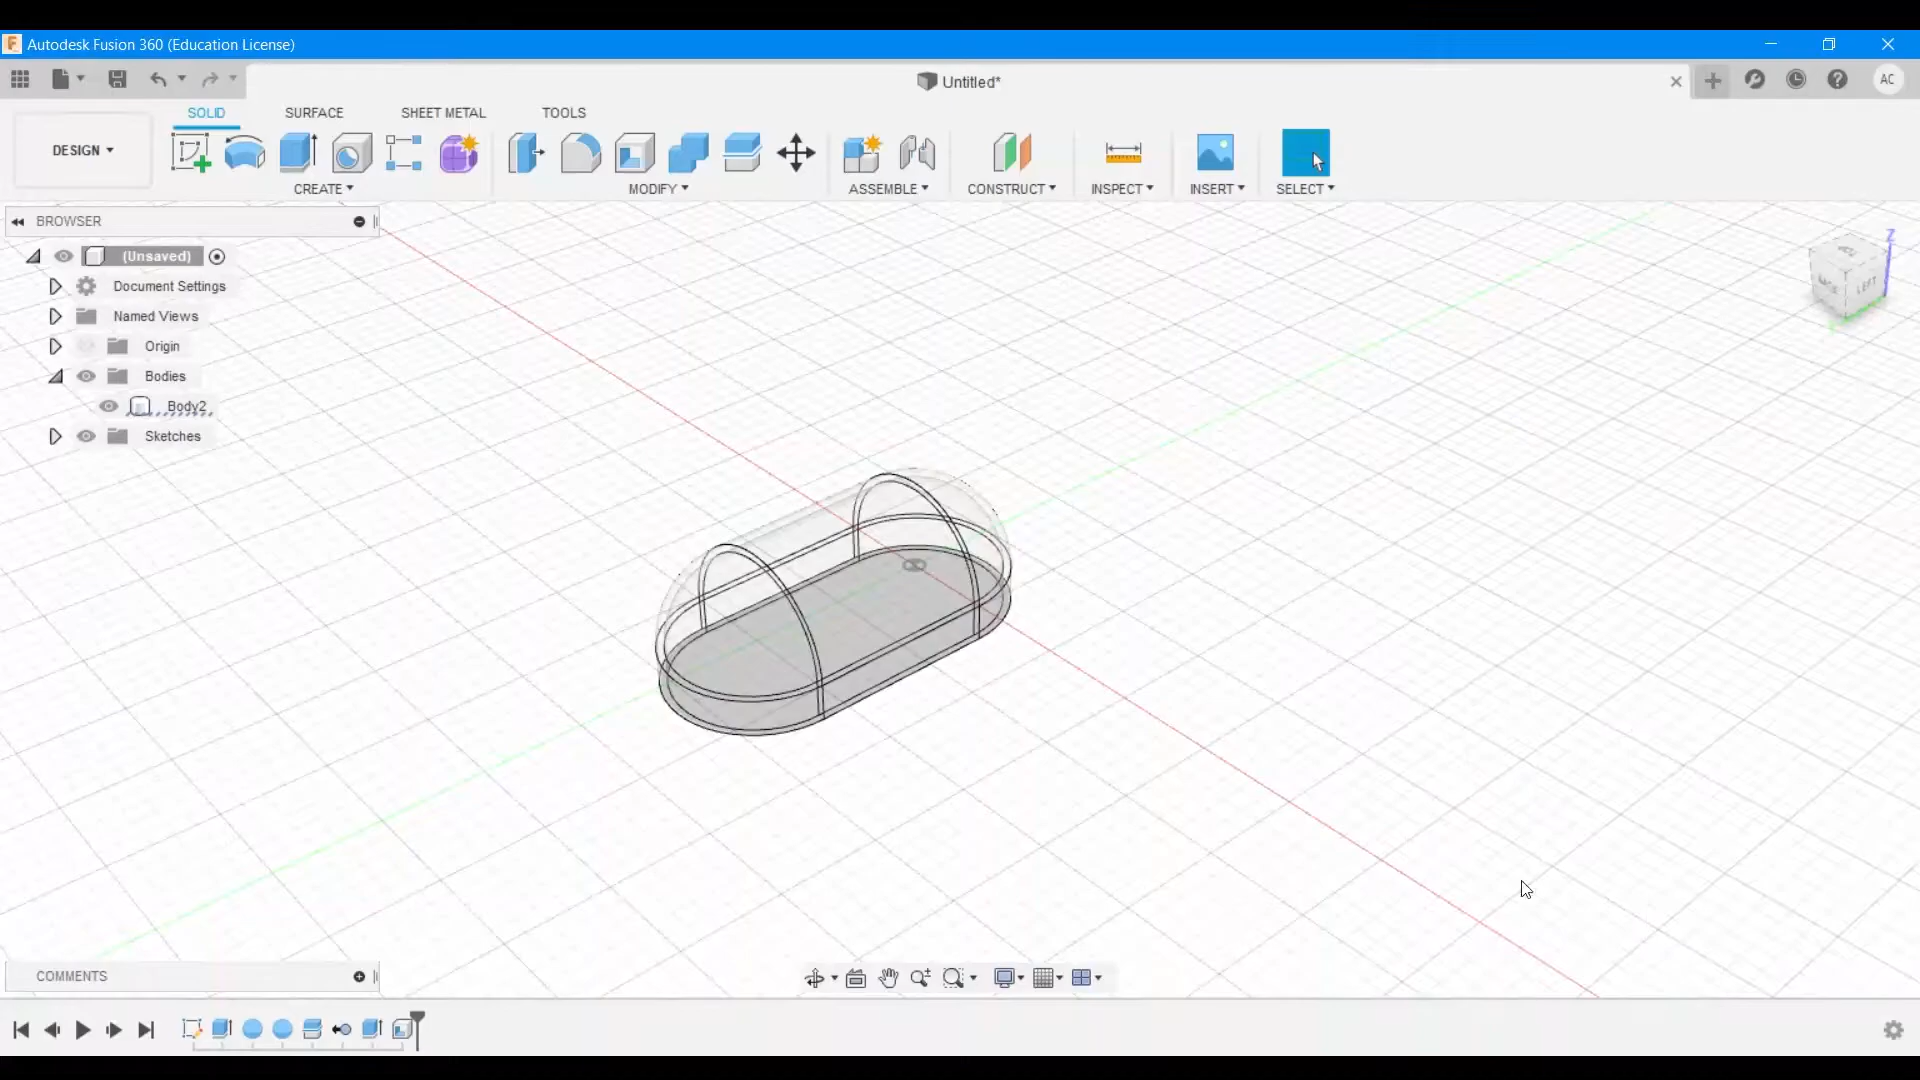 Autodesk Fusion 360 (Education License)
Untitled*
AC
SOLID
SURFACE
SHEET METAL
TOOLS
DESIGN
CREATE
MODIFY
ASSEMBLE
CONSTRUCT
INSPECT
INSERT
SELECT
BROWSER
(Unsaved)
Document Settings
Named Views
Origin
Bodies
Body2
Sketches
Z
LEFT
COMMENTS